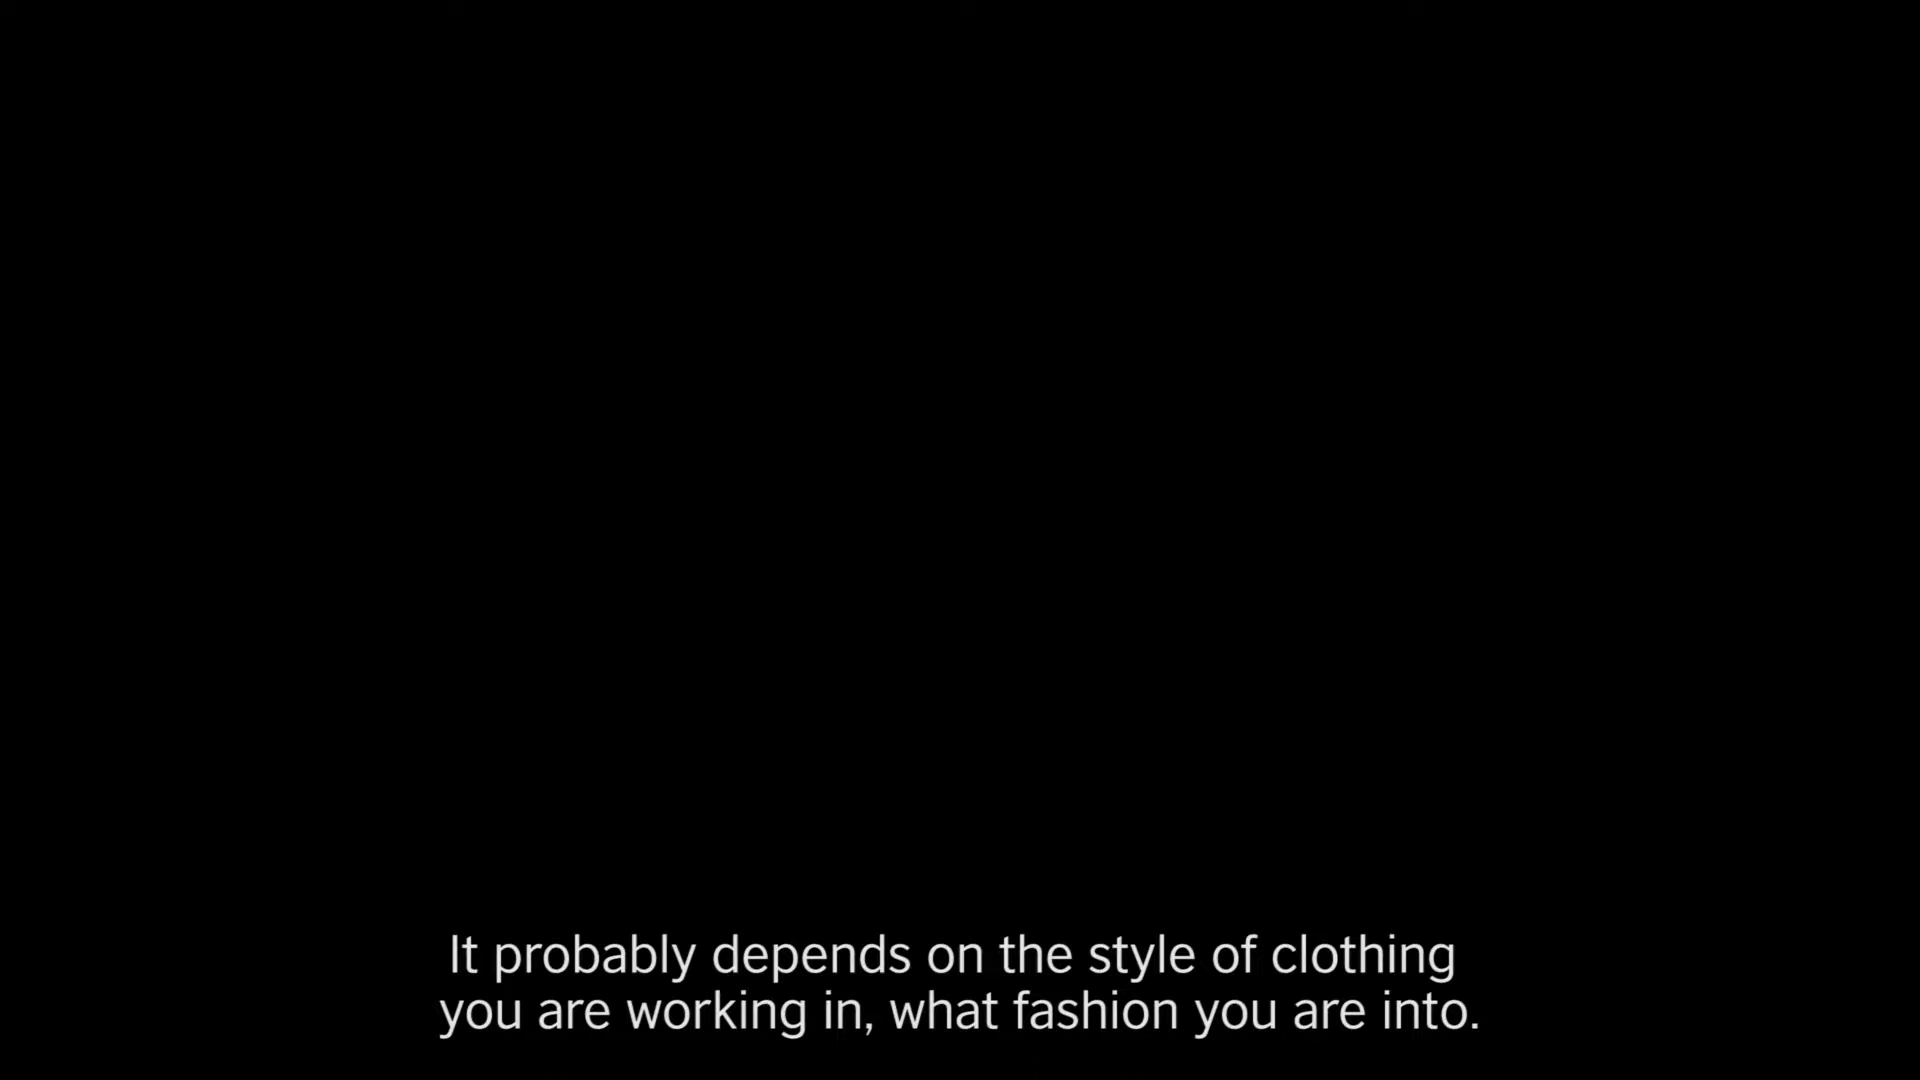 It probably depends on the style of clothing
you are working in, what fashion you are into.